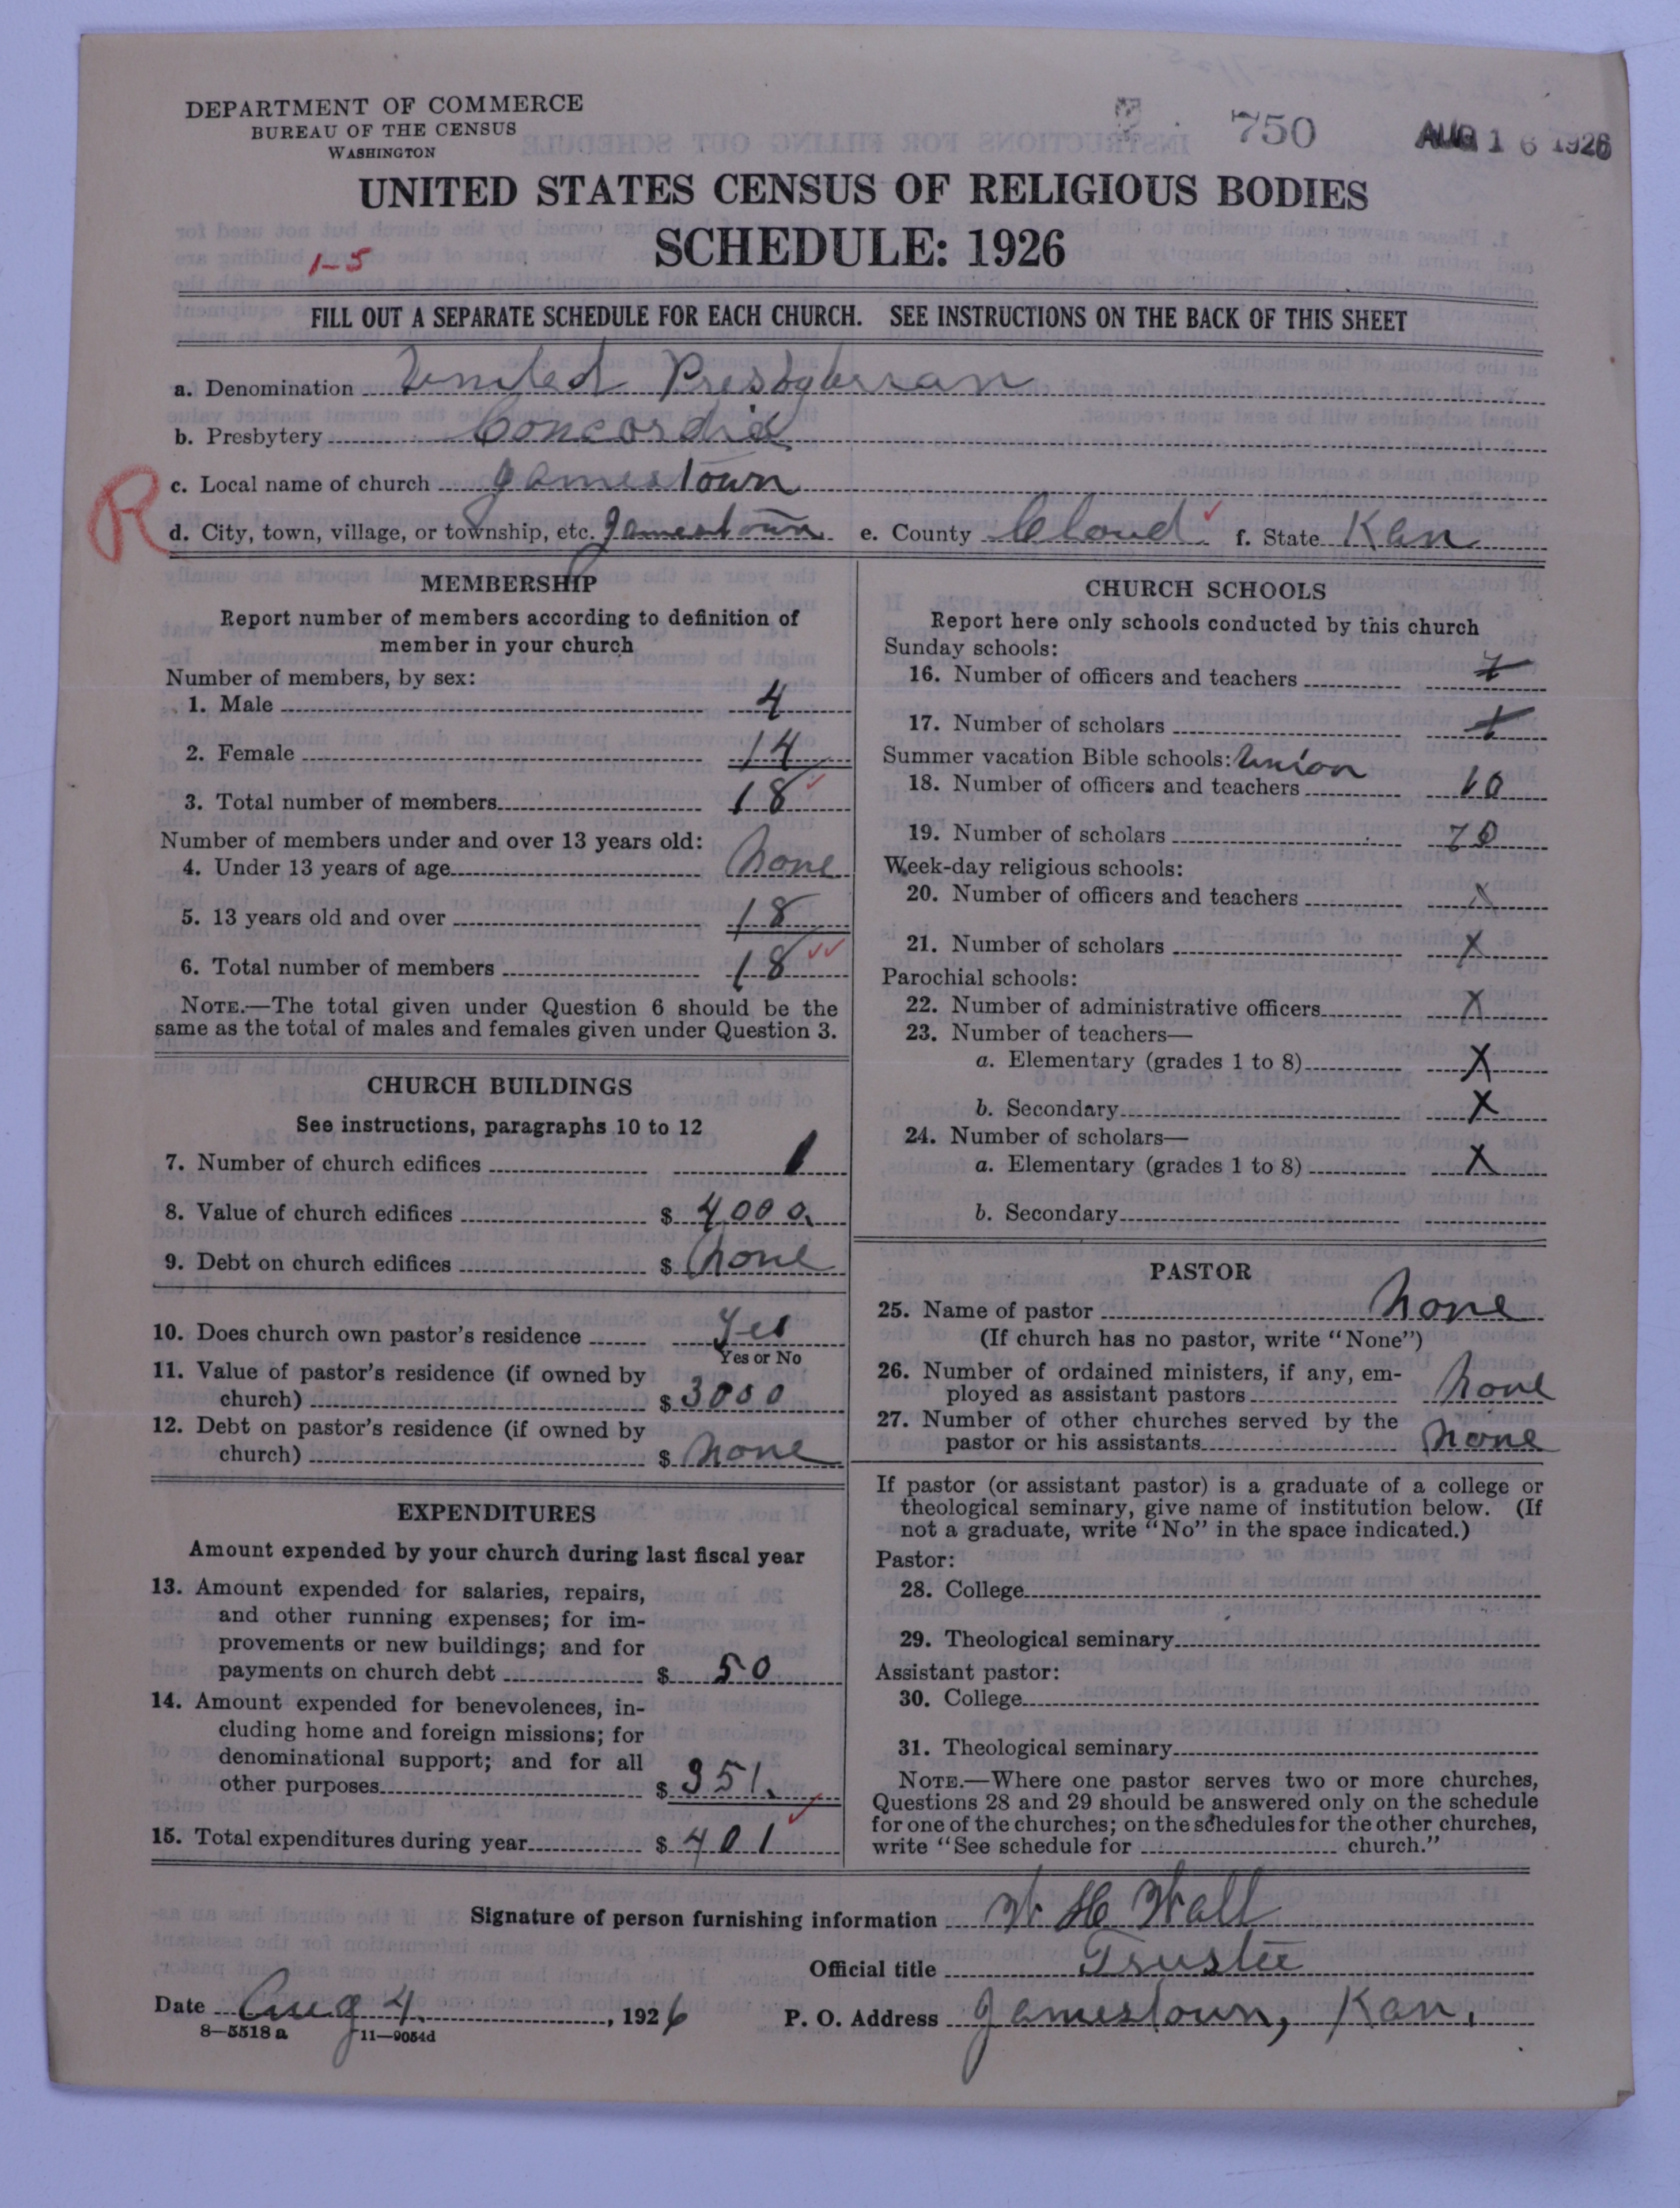 DEPARTMENT OF COMMERCE
BUREAU OF THE CENSUS
WASHINGTON
750
AUG 16 1926
UNITED STATES CENSUS OF RELIGIOUS BODIES
SCHEDULE: 1926
1-5
FILL OUT A SEPARATE SCHEDULE FOR EACH CHURCH. SEE INSTRUCTIONS ON THE BACK OF THIS SHEET
a. Denomination United Presbyterian
b. Presbytery Concordia
c. Local name of church Jamestown
R
d. City, town, village, or township, etc. Jamestown e. County Cloud f. State Kan
MEMBERSHIP
Report number of members according to definition of
member in your church
Number of members, by sex:
1. Male 4
2. Female 14
3. Total number of members 18
Number of members under and over 13 years old:
4. Under 13 years of age None
5. 13 years old and over 18
6. Total number of members 18
NOTE.—The total given under Question 6 should be the
same as the total of males and females given under Question 3.
CHURCH BUILDINGS
See instructions, paragraphs 10 to 12
7. Number of church edifices 1
8. Value of church edifices $ 4000.
9. Debt on church edifices $ None
10. Does church own pastor's residence Yes
Yes or No
11. Value of pastor's residence (if owned by
church) $ 3000
12. Debt on pastor's residence (if owned by
church) $ None
EXPENDITURES
Amount expended by your church during last fiscal year
13. Amount expended for salaries, repairs,
and other running expenses; for im-
provements or new buildings; and for
payments on church debt $ 50
14. Amount expended for benevolences, in-
cluding home and foreign missions; for
denominational support; and for all
other purposes $ 351.
15. Total expenditures during year $ 401
CHURCH SCHOOLS
Report here only schools conducted by this church
Sunday schools:
16. Number of officers and teachers
17. Number of scholars
Summer vacation Bible schools: Union
18. Number of officers and teachers 10
19. Number of scholars 70
Week-day religious schools:
20. Number of officers and teachers X
21. Number of scholars X
Parochial schools:
22. Number of administrative officers X
23. Number of teachers—
a. Elementary (grades 1 to 8) X
b. Secondary X
24. Number of scholars—
a. Elementary (grades 1 to 8) X
b. Secondary
PASTOR
25. Name of pastor None
(If church has no pastor, write "None")
26. Number of ordained ministers, if any, em-
ployed as assistant pastors None
27. Number of other churches served by the
pastor or his assistants None
If pastor (or assistant pastor) is a graduate of a college or
theological seminary, give name of institution below. (If
not a graduate, write "No" in the space indicated.)
Pastor:
28. College
29. Theological seminary
Assistant pastor:
30. College
31. Theological seminary
NOTE.—Where one pastor serves two or more churches,
Questions 28 and 29 should be answered only on the schedule
for one of the churches; on the schedules for the other churches,
write "See schedule for church."
Signature of person furnishing information W H Wall
Official title Trustee
Date Aug 4, 1926 P. O. Address Jamestown, Kan.
8—5518 a 11—9054d